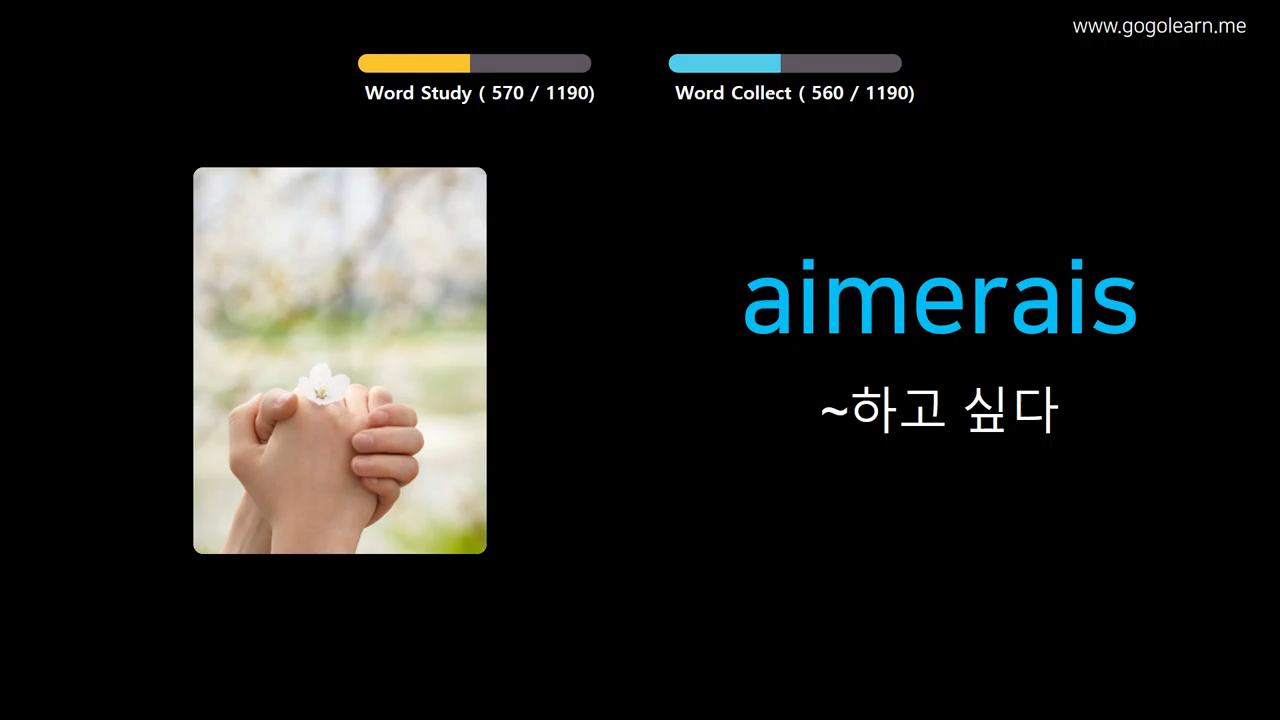 www.gogolearn.me
Word Study ( 570 / 1190)
Word Collect ( 560 / 1190)
aimerais
~하고 싶다